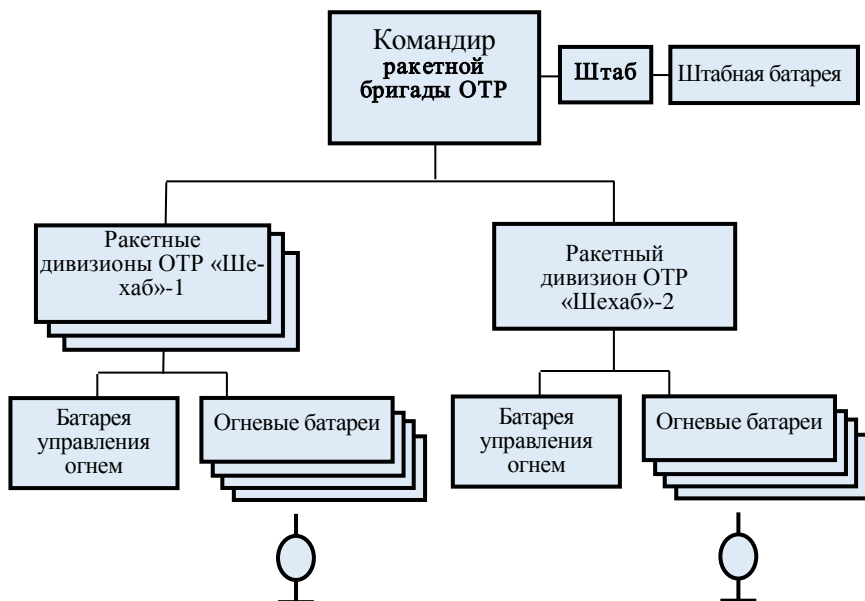 Командир
ракетной
бригады ОТР
Штаб
Штабная батарея
Ракетные
дивизионы ОТР «Ше-
хаб»-1
Ракетный
дивизион ОТР
«Шехаб»-2
Батарея
управления
огнем
Огневые батареи
Батарея
управления
огнем
Огневые батареи